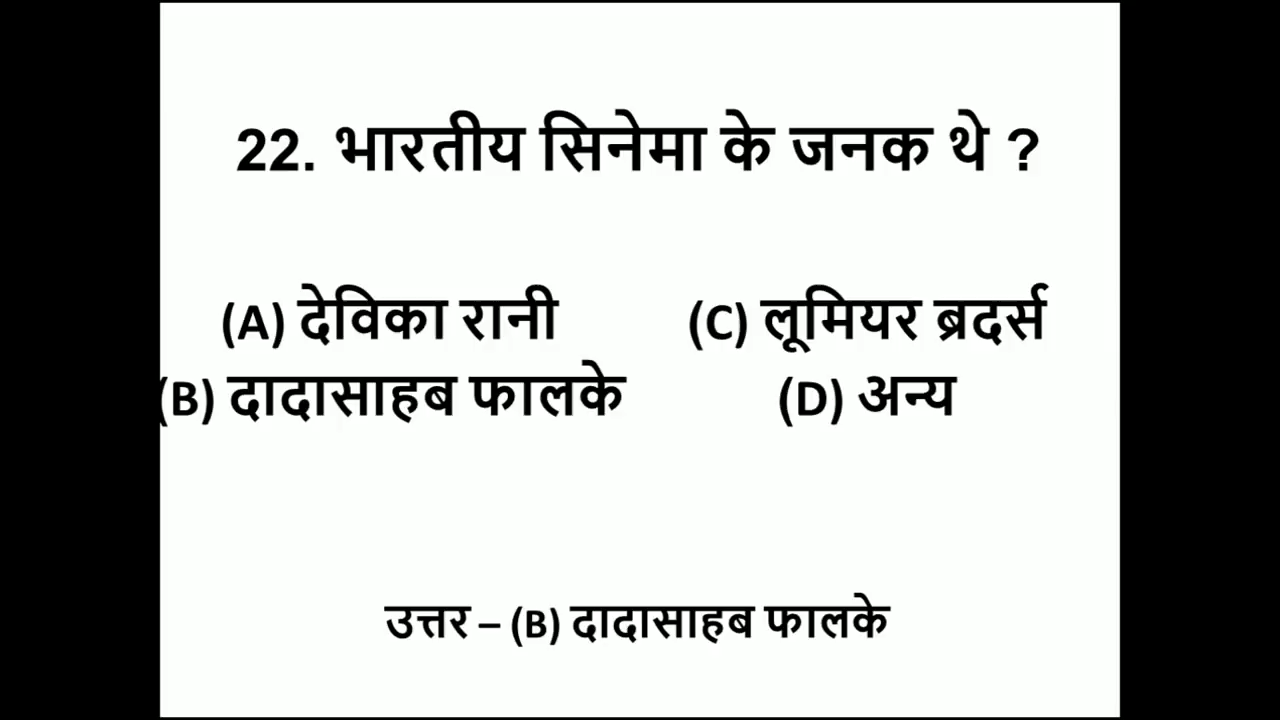 22. भारतीय सिनेमा के जनक थे ?
(A) देविका रानी (C) लूमियर ब्रदर्स
(B) दादासाहब फालके (D) अन्य
उत्तर – (B) दादासाहब फालके